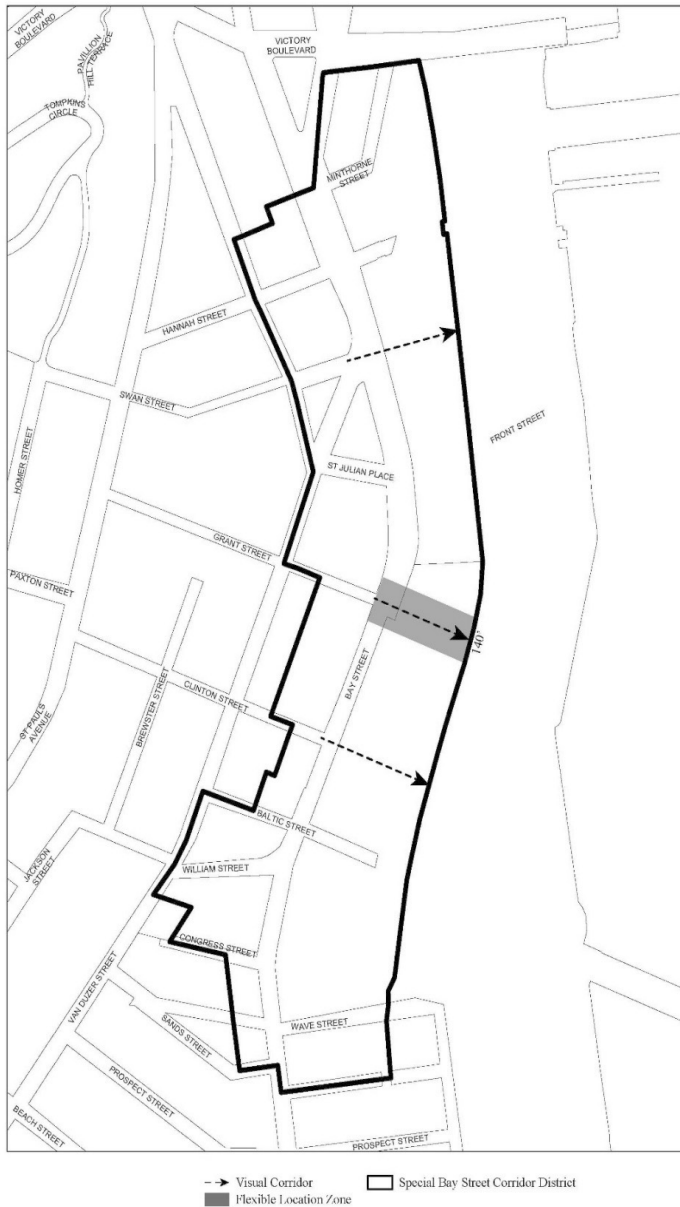 VICTORY
BOULEVARD
PAVILLION
HILL TERRACE
VICTORY
BOULEVARD
TOMPKINS
CIRCLE
MINTHORNE
STREET
HANNAH STREET
SWAN STREET
HOMER STREET
FRONT STREET
ST JULIAN PLACE
GRANT STREET
PAXTON STREET
140'
BAY STREET
CLINTON STREET
BREWSTER STREET
ST PAULS
AVENUE
BALTIC STREET
JACKSON
STREET
WILLIAM STREET
CONGRESS STREET
VAN DUZER STREET
WAVE STREET
SANDS STREET
PROSPECT STREET
BEACH STREET
PROSPECT STREET
Visual Corridor
Special Bay Street Corridor District
Flexible Location Zone